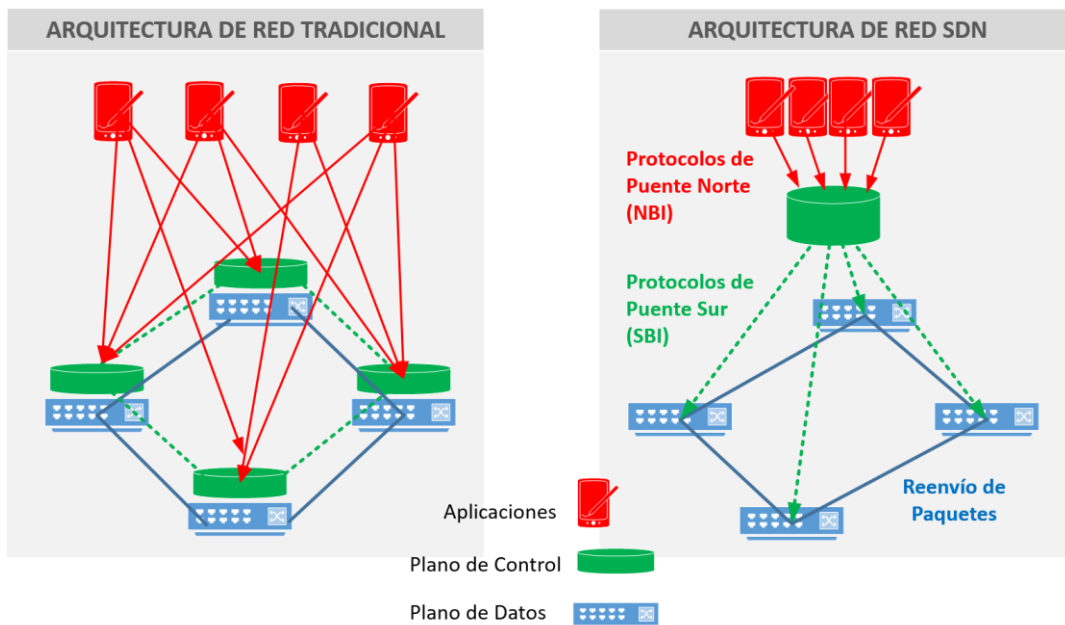 ARQUITECTURA DE RED TRADICIONAL
ARQUITECTURA DE RED SDN
Protocolos de
Puente Norte
(NBI)
Protocolos de
Puente Sur
(SBI)
Reenvío de
Paquetes
Aplicaciones
Plano de Control
Plano de Datos